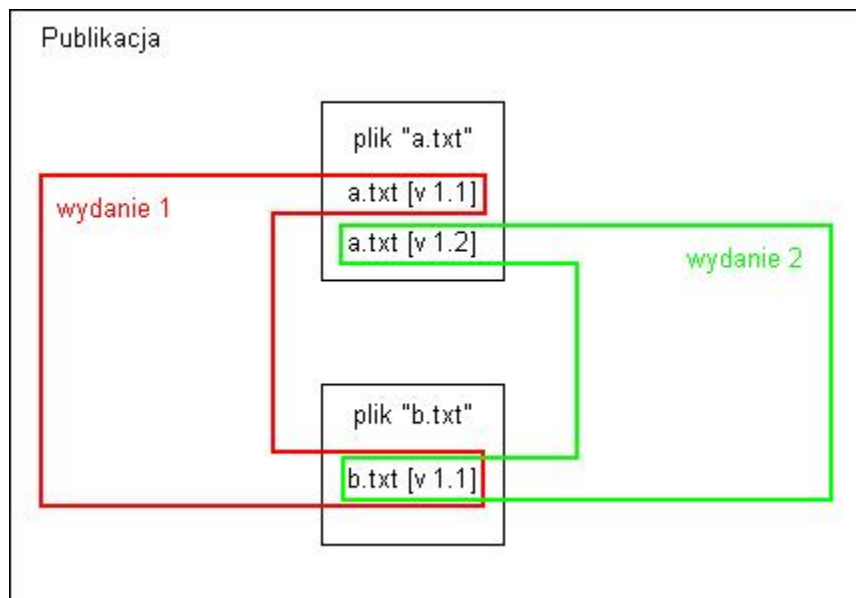 Publikacja
plik "a.txt"
a.txt [v 1.1]
wydanie 1
a.txt [v 1.2]
wydanie 2
plik "b.txt"
b.txt [v 1.1]